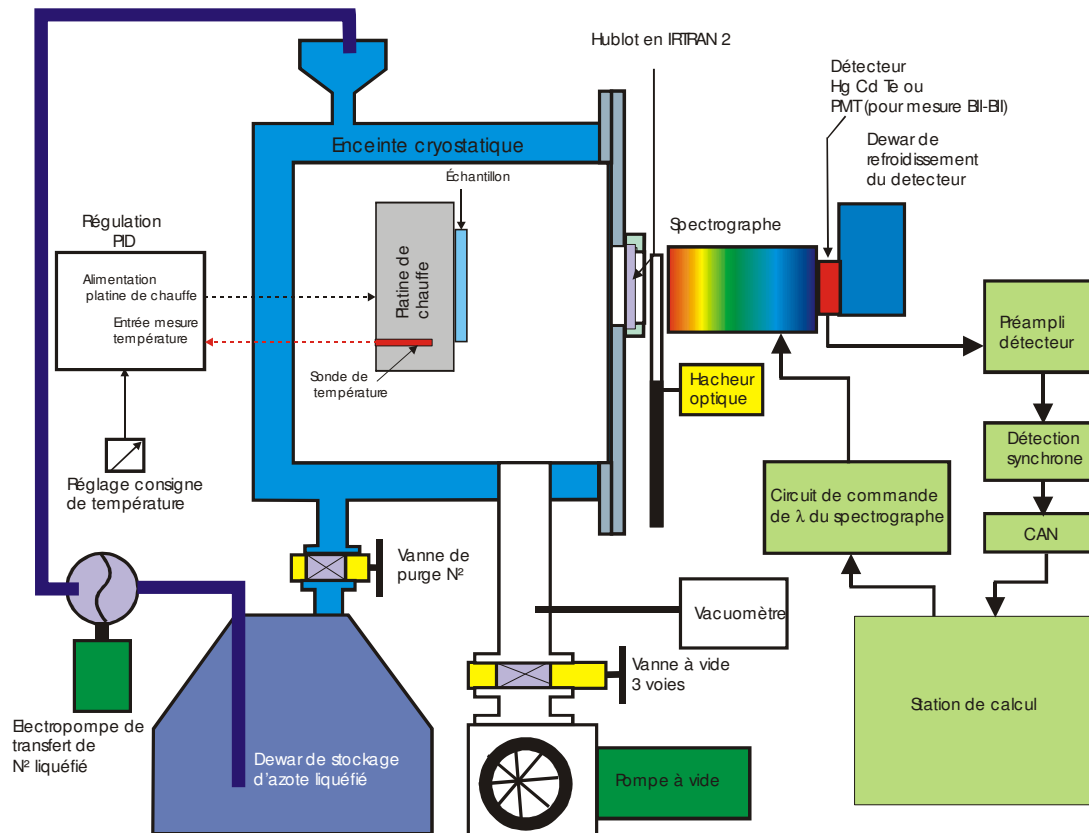 Hublot en IRTRAN 2
Détecteur
Hg Cd Te ou
PMT(pour mesure BII-BII)
Dewar de
refroidissement
du detecteur
Enceinte cryostatique
Échantillon
Spectrographe
Régulation
PID
Alimentation
platine de chauffe
Entrée mesure
température
Platine de
chauffe
Sonde de
température
Hacheur
optique
Préampli
détecteur
Détection
synchrone
CAN
Circuit de commande
de λ du spectrographe
Réglage consigne
de température
Vanne de
purge N²
Vacuomètre
Vanne à vide
3 voies
Station de calcul
Electropompe de
transfert de
N² liquéfié
Dewar de stockage
d'azote liquéfié
Pompe à vide